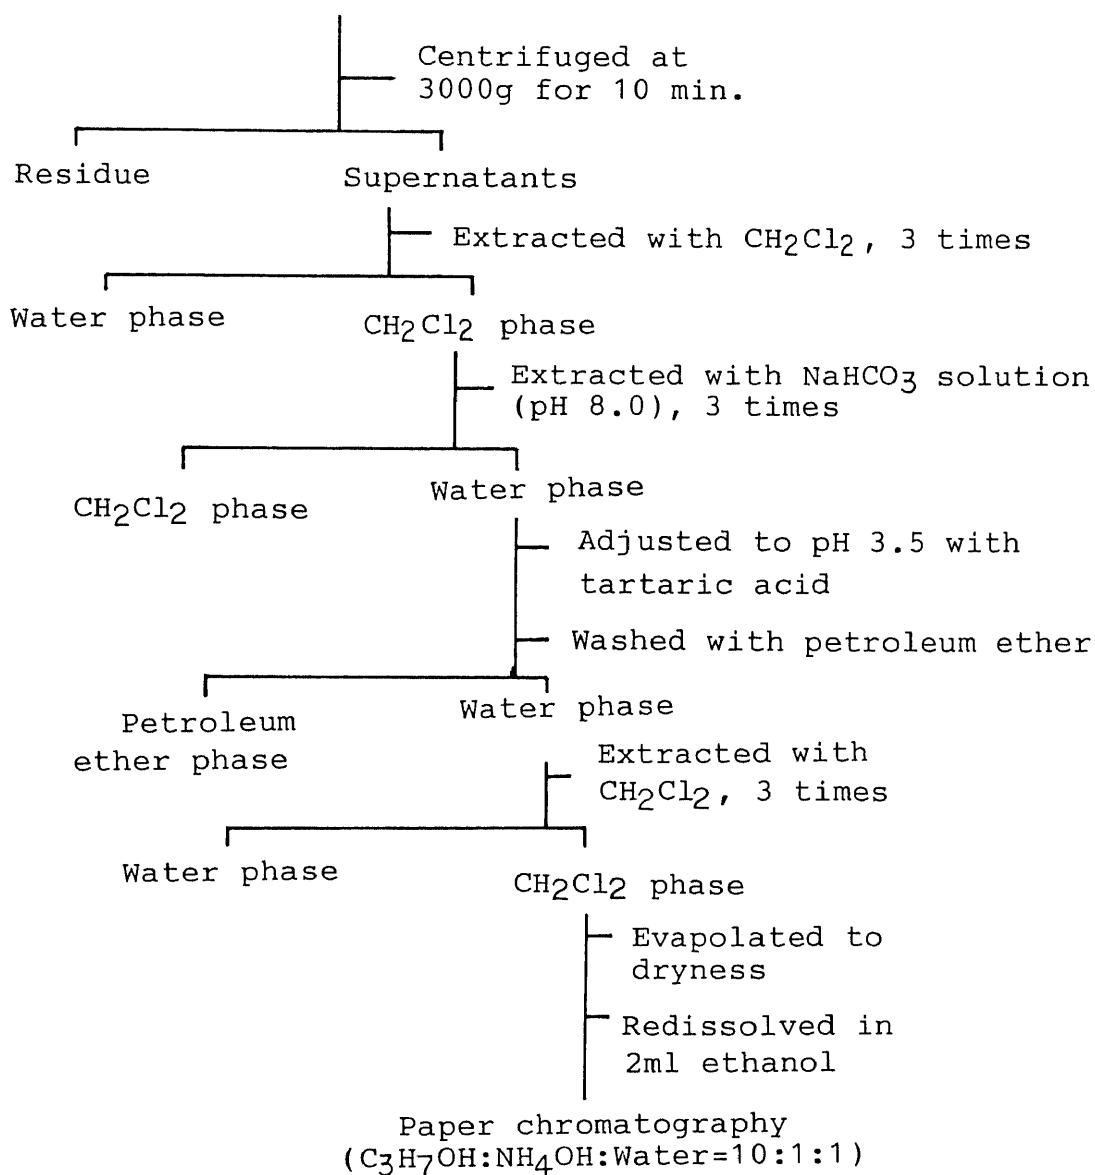 Centrifuged at
3000g for 10 min.
Residue
Supernatants
Extracted with CH2Cl2, 3 times
Water phase
CH2Cl2 phase
Extracted with NaHCO3 solution
(pH 8.0), 3 times
CH2Cl2 phase
Water phase
Adjusted to pH 3.5 with
tartaric acid
Washed with petroleum ether
Petroleum
ether phase
Water phase
Extracted with
CH2Cl2, 3 times
Water phase
CH2Cl2 phase
Evapolated to
dryness
Redissolved in
2ml ethanol
Paper chromatography
(C3H7OH:NH4OH:Water=10:1:1)